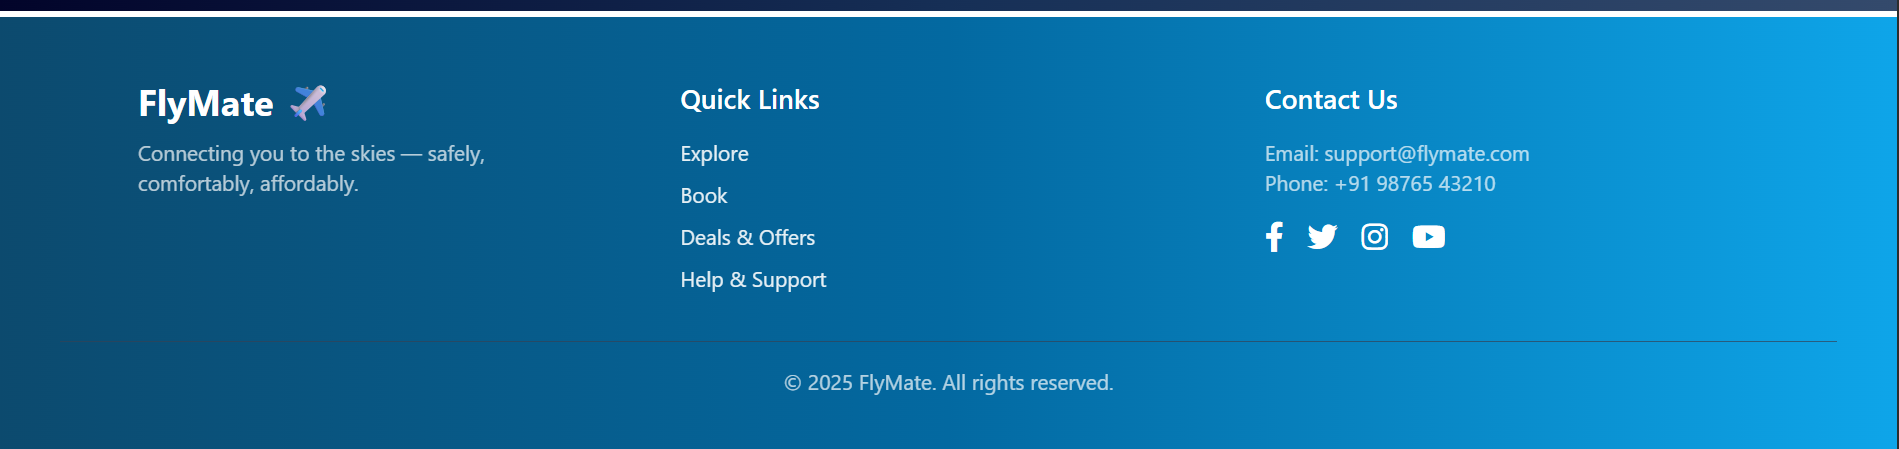 FlyMate
Connecting you to the skies — safely,
comfortably, affordably.
Quick Links
Explore
Book
Deals & Offers
Help & Support
Contact Us
Email: support@flymate.com
Phone: +91 98765 43210
© 2025 FlyMate. All rights reserved.